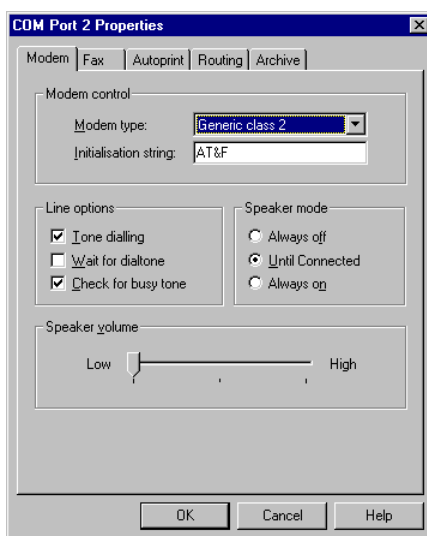 COM Port 2 Properties
Modem Fax Autoprint Routing Archive
Modem control
Modem type: Generic class 2
Initialisation string: AT&F
Line options
Tone dialling
Wait for dialtone
Check for busy tone
Speaker mode
Always off
Until Connected
Always on
Speaker volume
Low High
OK Cancel Help